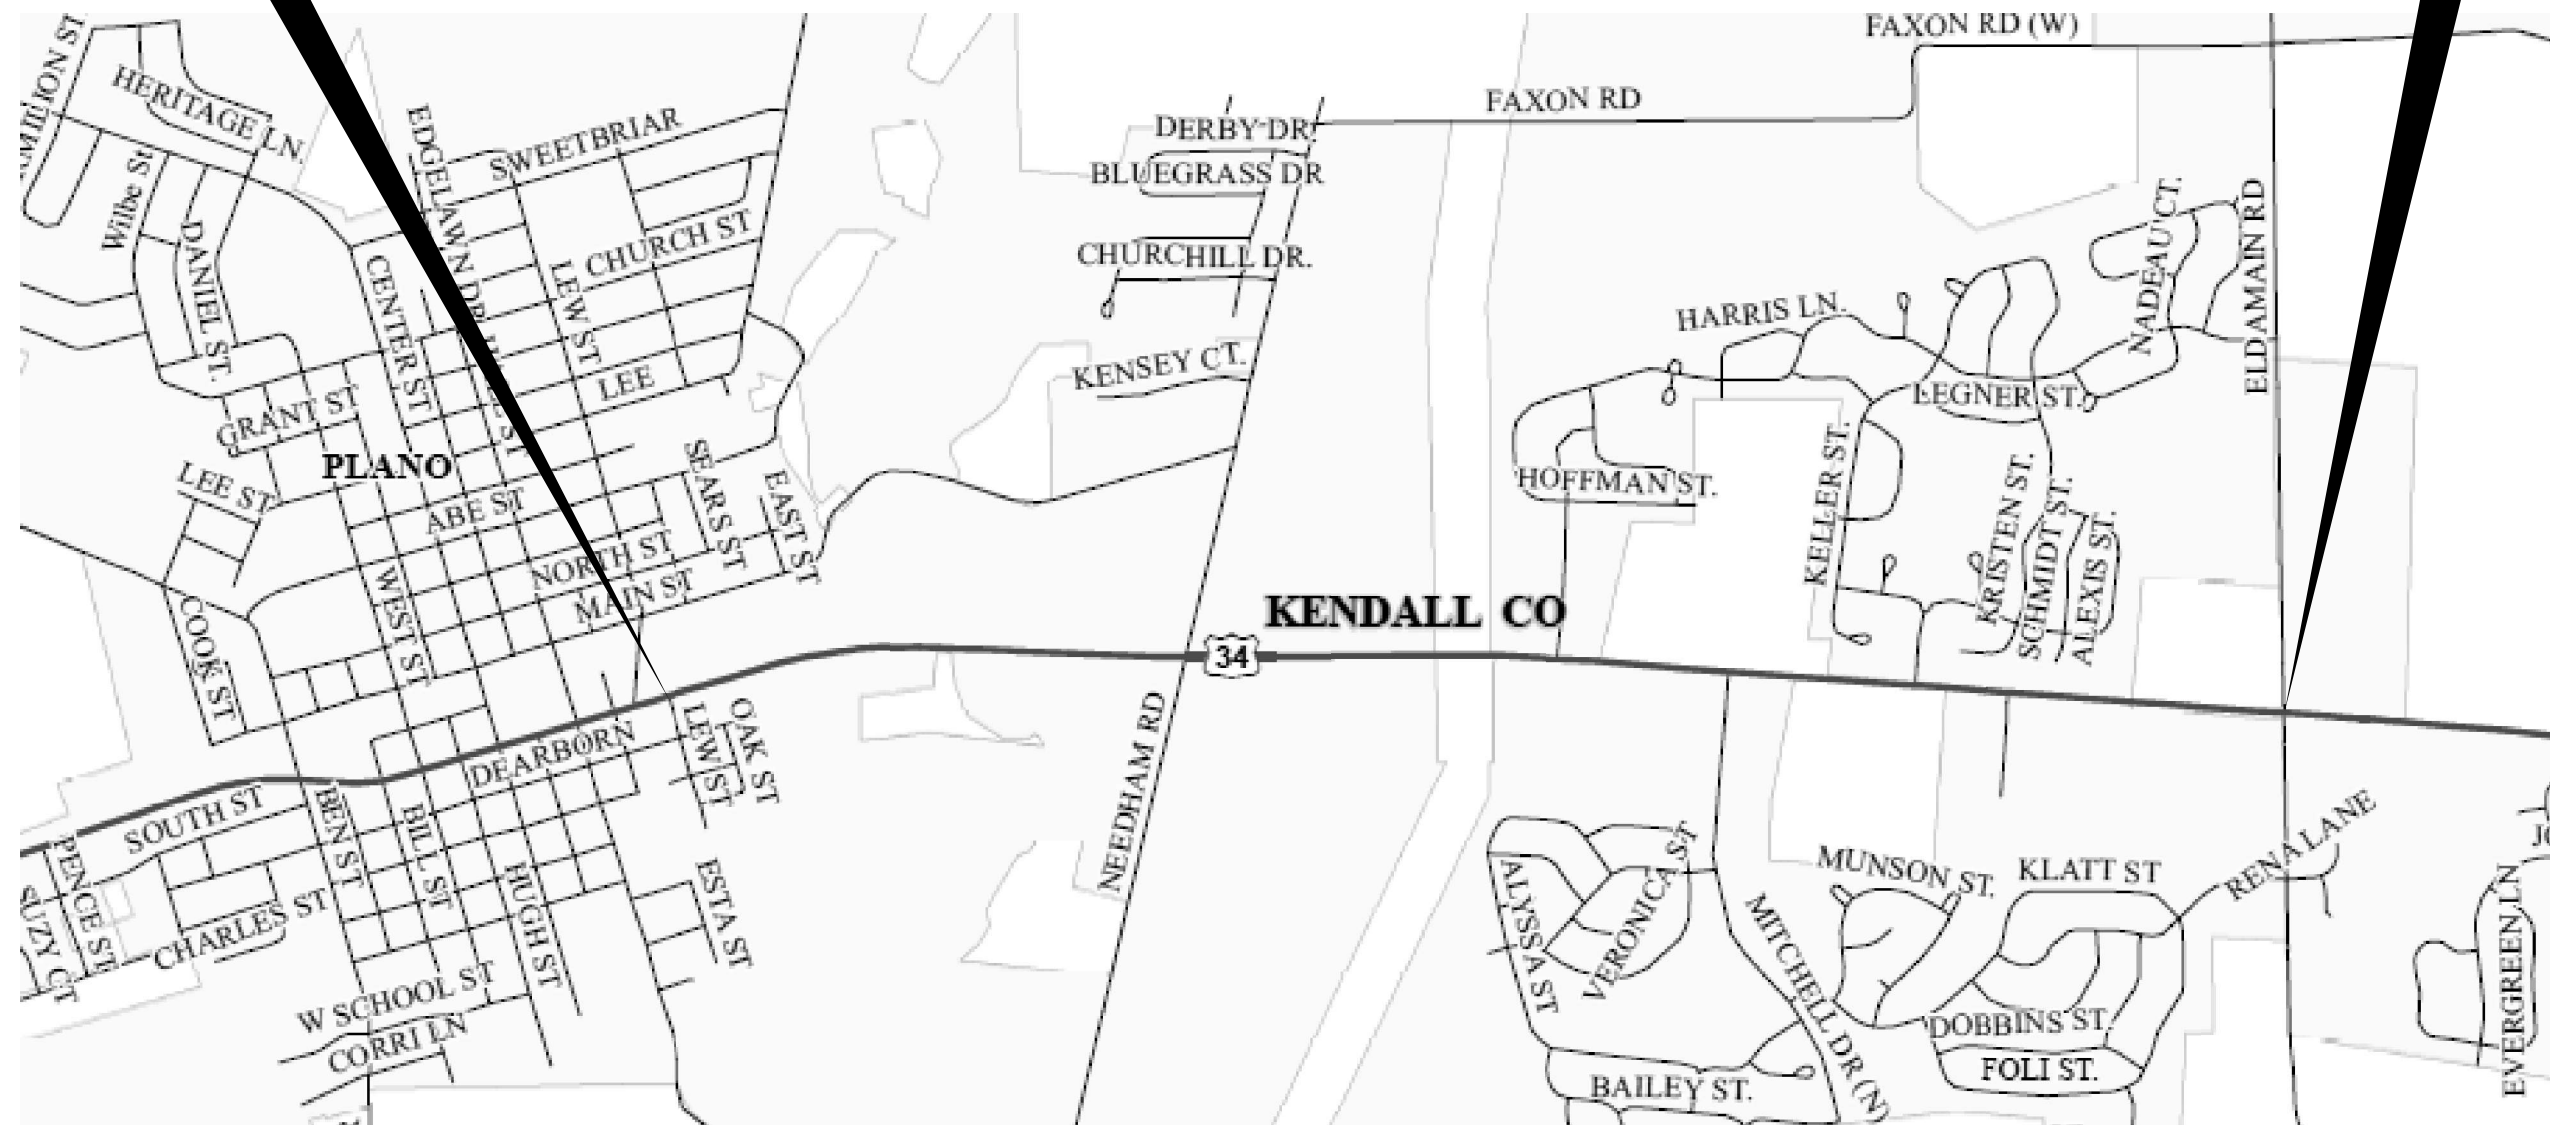 FAXON RD (W)
HERITAGE LN.
EDGELAWN DR.
SWEETBRIAR
FAXON RD
DERBY DR.
BLUEGRASS DR
Wilbe St
DANIEL ST.
CENTER ST
LEW ST
CHURCH ST
CHURCHILL DR.
NADEAU CT.
ELDAMAIN RD
HARRIS LN.
KENSEY CT.
LEE
GRANT ST
LEGNER ST.
PLANO
LEE ST
SEARS ST
EAST ST
HOFFMAN ST.
KELLER ST.
KRISTEN ST.
SCHMIDT ST.
ALEXIS ST.
ABE ST
NORTH ST
MAIN ST
WEST ST
COOK ST
KENDALL CO
34
LEW ST
OAK ST
NEEDHAM RD
DEARBORN
SOUTH ST
BEN ST
BILL ST
PENCE ST
SUZY CT
CHARLES ST
HUGH ST
ESTA ST
ALYSSA ST
VERONICA ST
MUNSON ST.
KLATT ST
RENA LANE
MITCHELL DR (N)
EVERGREEN LN
W SCHOOL ST
CORRI LN
DOBBINS ST.
FOLI ST.
BAILEY ST.